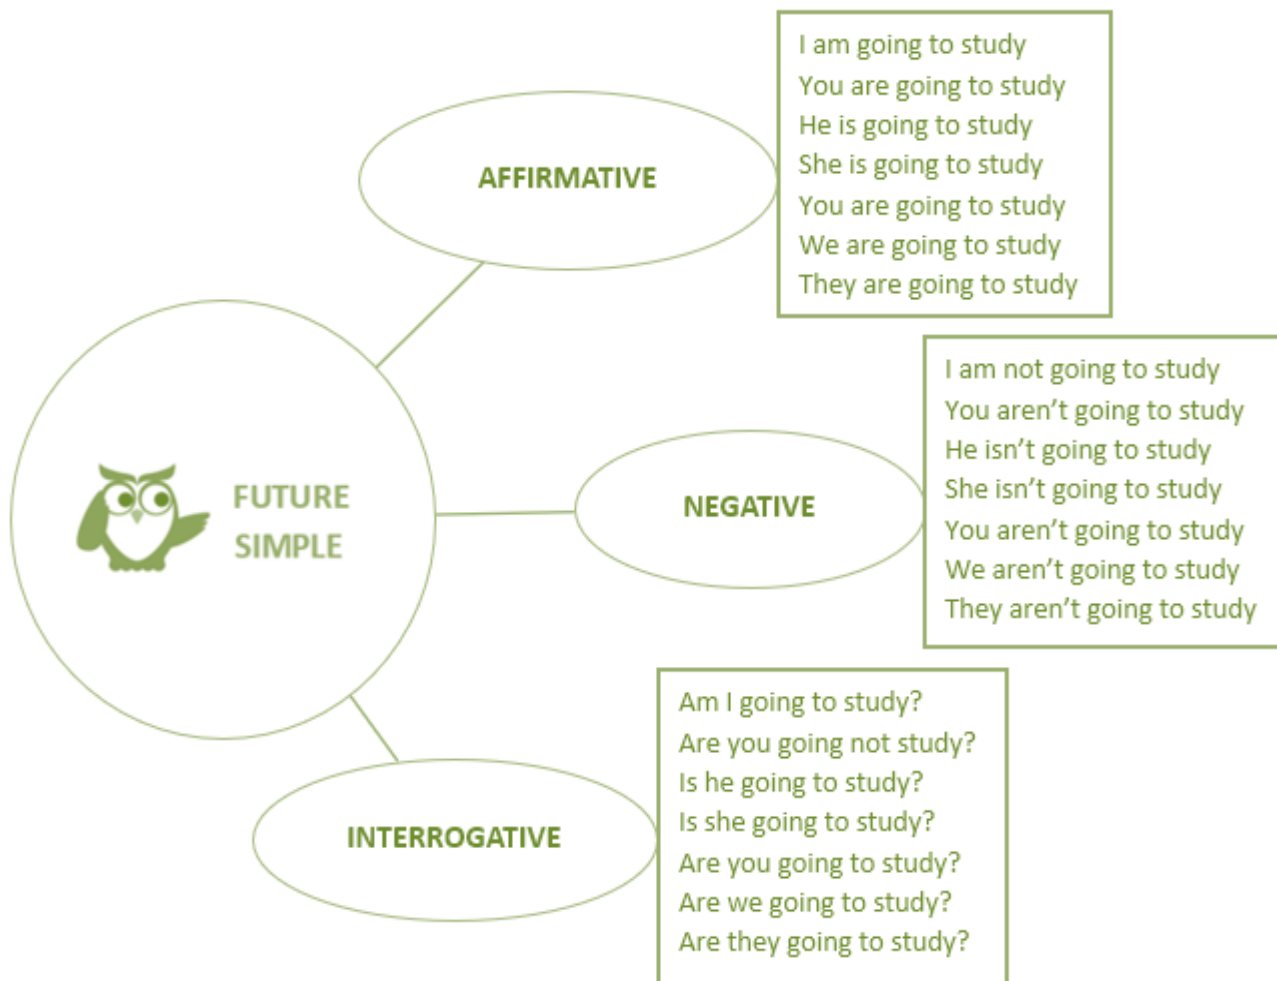 FUTURE
SIMPLE
AFFIRMATIVE
I am going to study
You are going to study
He is going to study
She is going to study
You are going to study
We are going to study
They are going to study
NEGATIVE
I am not going to study
You aren’t going to study
He isn’t going to study
She isn’t going to study
You aren’t going to study
We aren’t going to study
They aren’t going to study
INTERROGATIVE
Am I going to study?
Are you going not study?
Is he going to study?
Is she going to study?
Are you going to study?
Are we going to study?
Are they going to study?